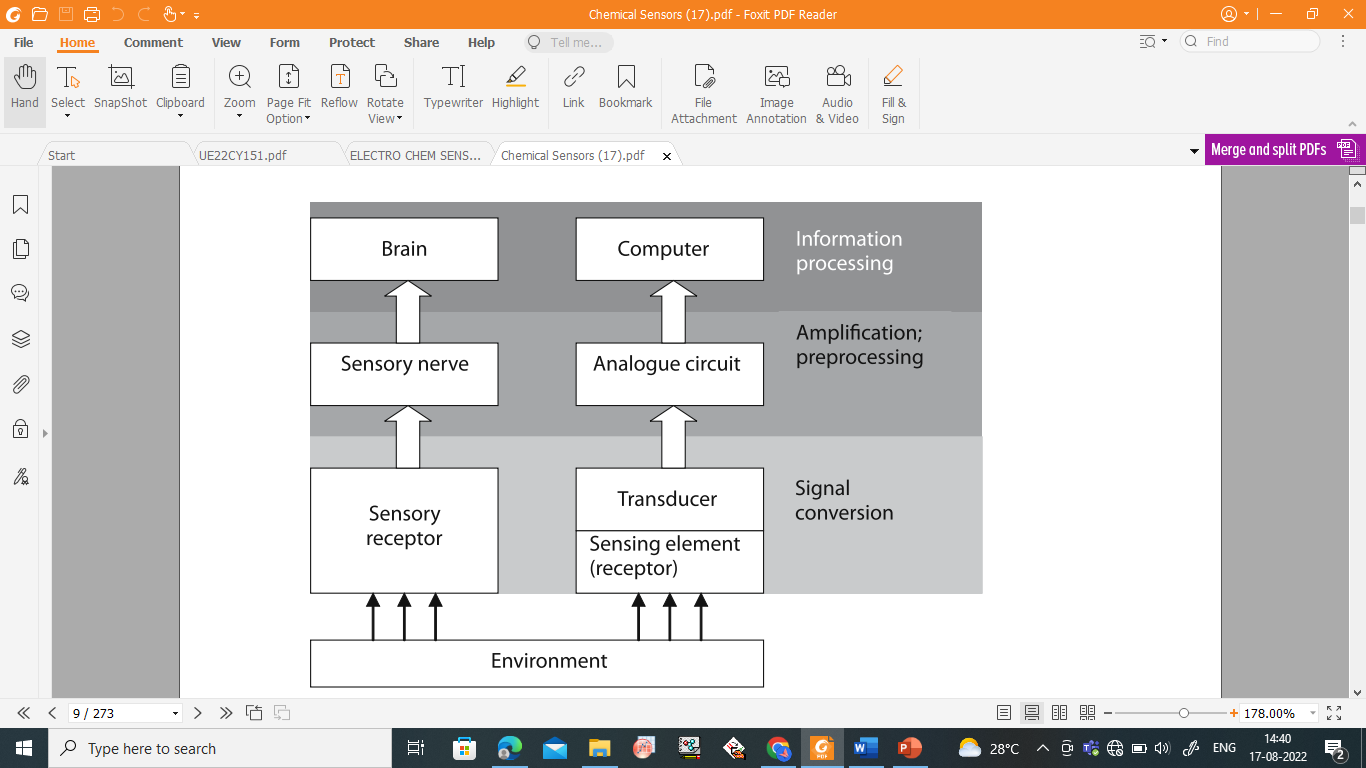 Chemical Sensors (17).pdf - Foxit PDF Reader
File Home Comment View Form Protect Share Help Tell me... Find
Hand Select SnapShot Clipboard Zoom Page Fit Option Reflow Rotate View Typewriter Highlight Link Bookmark File Attachment Image Annotation Audio & Video Fill & Sign
Start UE22CY151.pdf ELECTRO CHEM SENS... Chemical Sensors (17).pdf Merge and split PDFs
Brain Computer Information
processing
Sensory nerve Analogue circuit Amplification;
preprocessing
Sensory
receptor
Transducer
Sensing element
(receptor)
Signal
conversion
Environment
9 / 273 178.00%
Type here to search 28°C ENG 14:40
17-08-2022 2